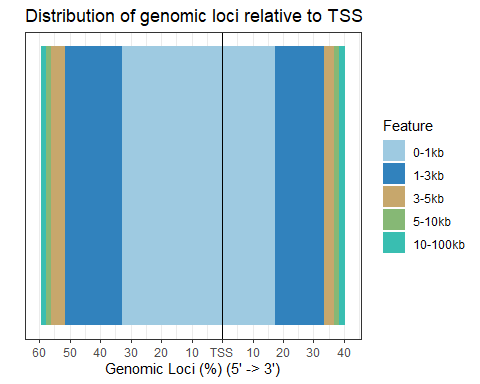 Distribution of genomic loci relative to TSS
Feature
0-1kb
1-3kb
3-5kb
5-10kb
10-100kb
60 50 40 30 20 10 TSS 10 20 30 40
Genomic Loci (%) (5' -> 3')